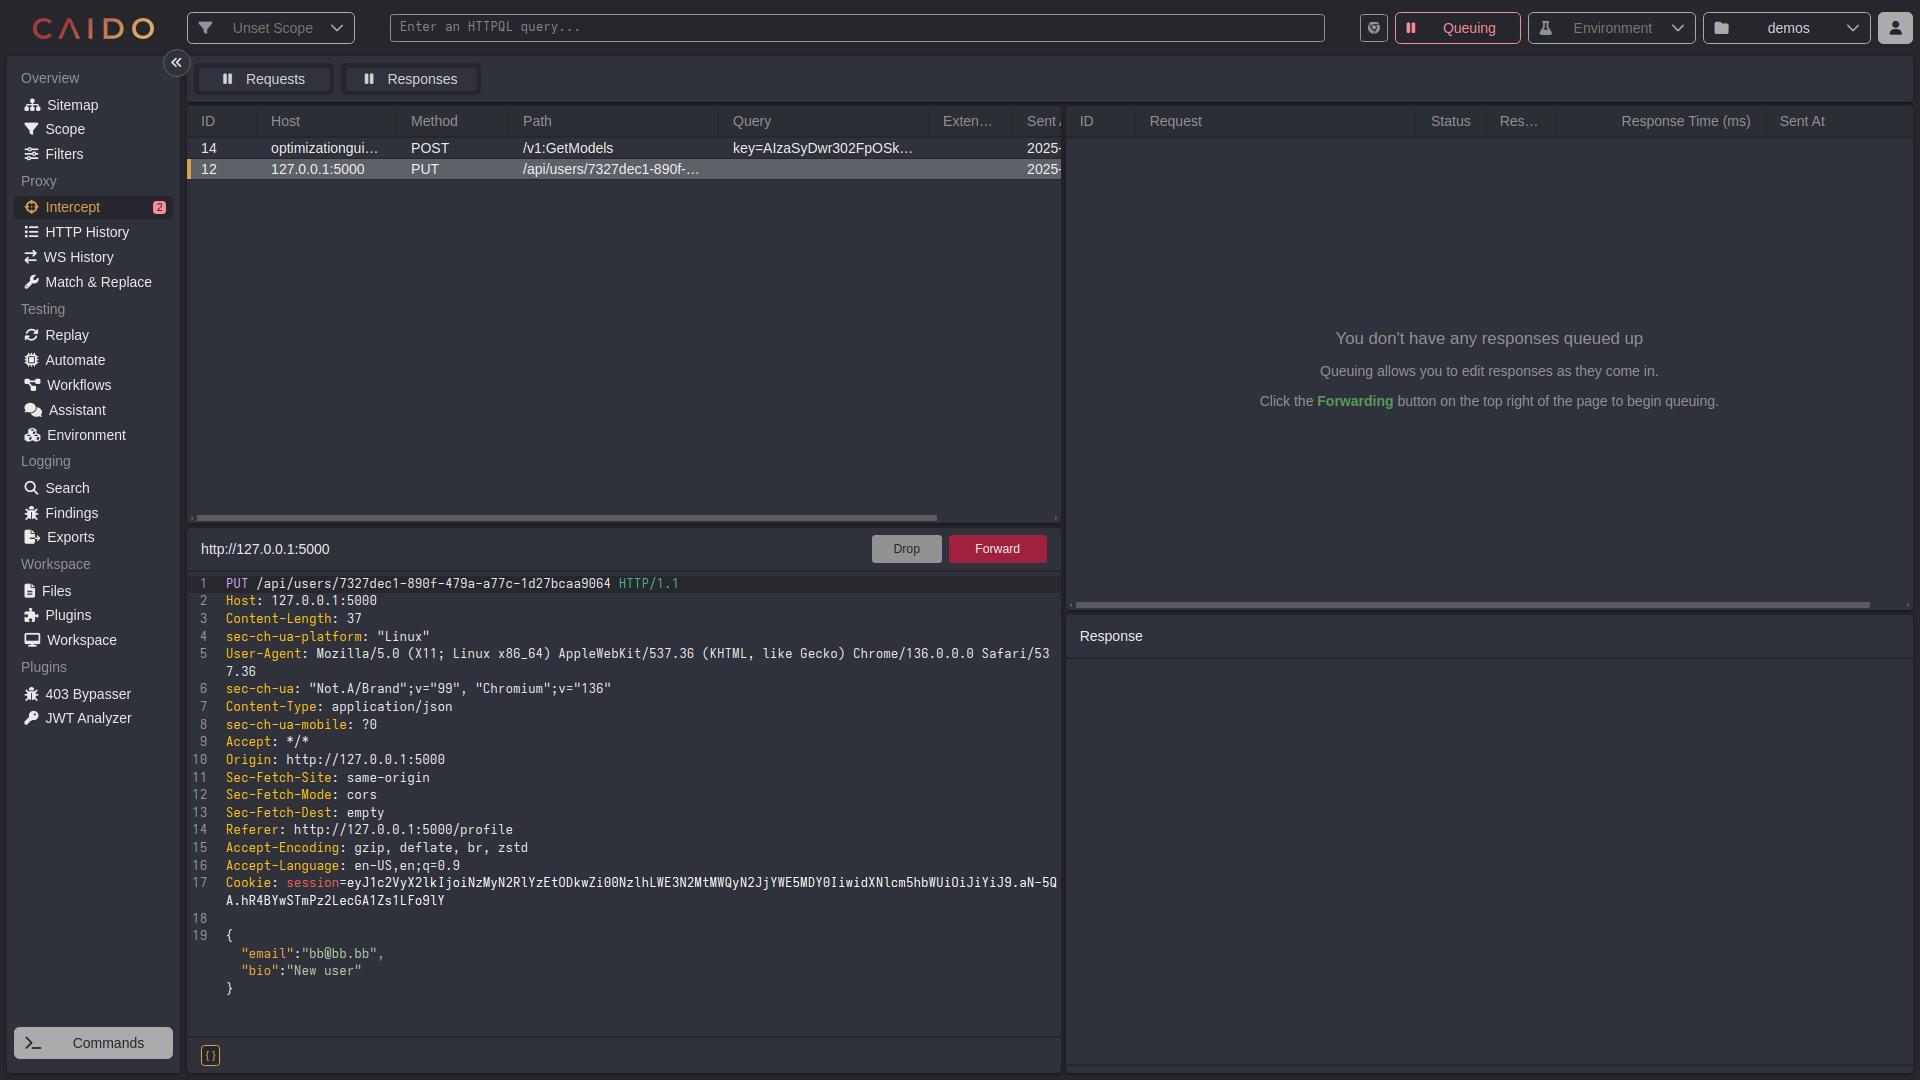 CAIDO
Unset Scope
Enter an HTTPQL query...
Queuing
Environment
demos
Overview
Sitemap
Scope
Filters
Proxy
Intercept 2
HTTP History
WS History
Match & Replace
Testing
Replay
Automate
Workflows
Assistant
Environment
Logging
Search
Findings
Exports
Workspace
Files
Plugins
Workspace
Plugins
403 Bypasser
JWT Analyzer
Commands
Requests
Responses
ID Host Method Path Query Exten... Sent
14 optimizationgui... POST /v1:GetModels key=AIzaSyDwr302FpOSk... 2025-
12 127.0.0.1:5000 PUT /api/users/7327dec1-890f-... 2025-
http://127.0.0.1:5000
Drop
Forward
1 PUT /api/users/7327dec1-890f-479a-a77c-1d27bcaa9064 HTTP/1.1
2 Host: 127.0.0.1:5000
3 Content-Length: 37
4 sec-ch-ua-platform: "Linux"
5 User-Agent: Mozilla/5.0 (X11; Linux x86_64) AppleWebKit/537.36 (KHTML, like Gecko) Chrome/136.0.0.0 Safari/53
7.36
6 sec-ch-ua: "Not.A/Brand";v="99", "Chromium";v="136"
7 Content-Type: application/json
8 sec-ch-ua-mobile: ?0
9 Accept: */*
10 Origin: http://127.0.0.1:5000
11 Sec-Fetch-Site: same-origin
12 Sec-Fetch-Mode: cors
13 Sec-Fetch-Dest: empty
14 Referer: http://127.0.0.1:5000/profile
15 Accept-Encoding: gzip, deflate, br, zstd
16 Accept-Language: en-US,en;q=0.9
17 Cookie: session=eyJ1c2VyX2lkIjoiNzMyN2RlYzEtODkwZi00NzlhLWE3N2MtMWQyN2JjYWE5MDY0IiwidXNlcm5hbWUiOiJiYiJ9.aN-5Q
A.hR4BYwSTmPz2LecGA1Zs1LFo9lY
18
19 {
"email":"bb@bb.bb",
"bio":"New user"
}
{}
ID Request Status Res... Response Time (ms) Sent At
You don't have any responses queued up
Queuing allows you to edit responses as they come in.
Click the Forwarding button on the top right of the page to begin queuing.
Response